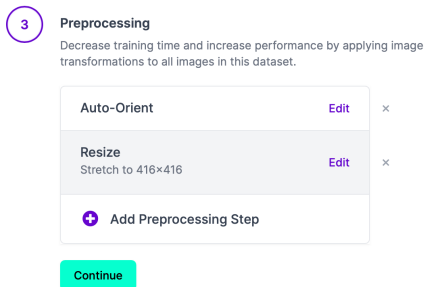 3
Preprocessing
Decrease training time and increase performance by applying image
transformations to all images in this dataset.
Auto-Orient
Edit
×
Resize
Stretch to 416×416
Edit
×
Add Preprocessing Step
Continue